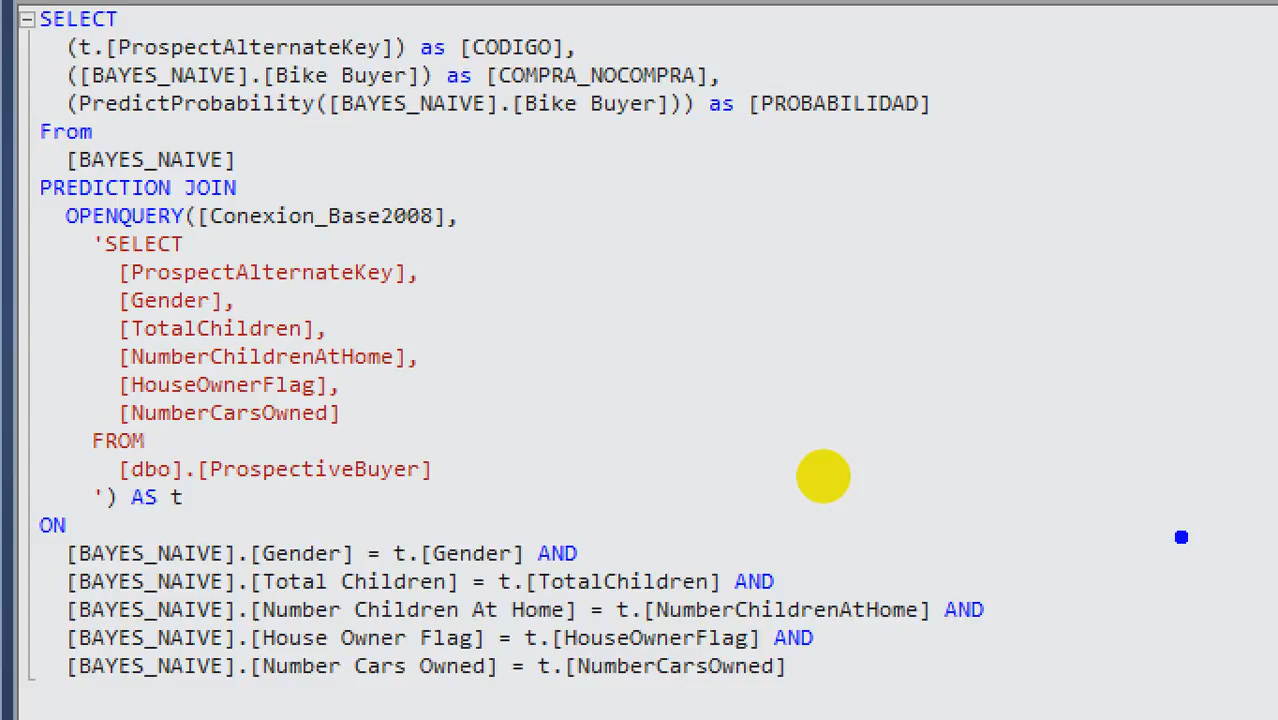 SELECT
(t.[ProspectAlternateKey]) as [CODIGO],
([BAYES_NAIVE].[Bike Buyer]) as [COMPRA_NOCOMPRA],
(PredictProbability([BAYES_NAIVE].[Bike Buyer])) as [PROBABILIDAD]
From
[BAYES_NAIVE]
PREDICTION JOIN
OPENQUERY([Conexion_Base2008],
'SELECT
[ProspectAlternateKey],
[Gender],
[TotalChildren],
[NumberChildrenAtHome],
[HouseOwnerFlag],
[NumberCarsOwned]
FROM
[dbo].[ProspectiveBuyer]
') AS t
ON
[BAYES_NAIVE].[Gender] = t.[Gender] AND
[BAYES_NAIVE].[Total Children] = t.[TotalChildren] AND
[BAYES_NAIVE].[Number Children At Home] = t.[NumberChildrenAtHome] AND
[BAYES_NAIVE].[House Owner Flag] = t.[HouseOwnerFlag] AND
[BAYES_NAIVE].[Number Cars Owned] = t.[NumberCarsOwned]